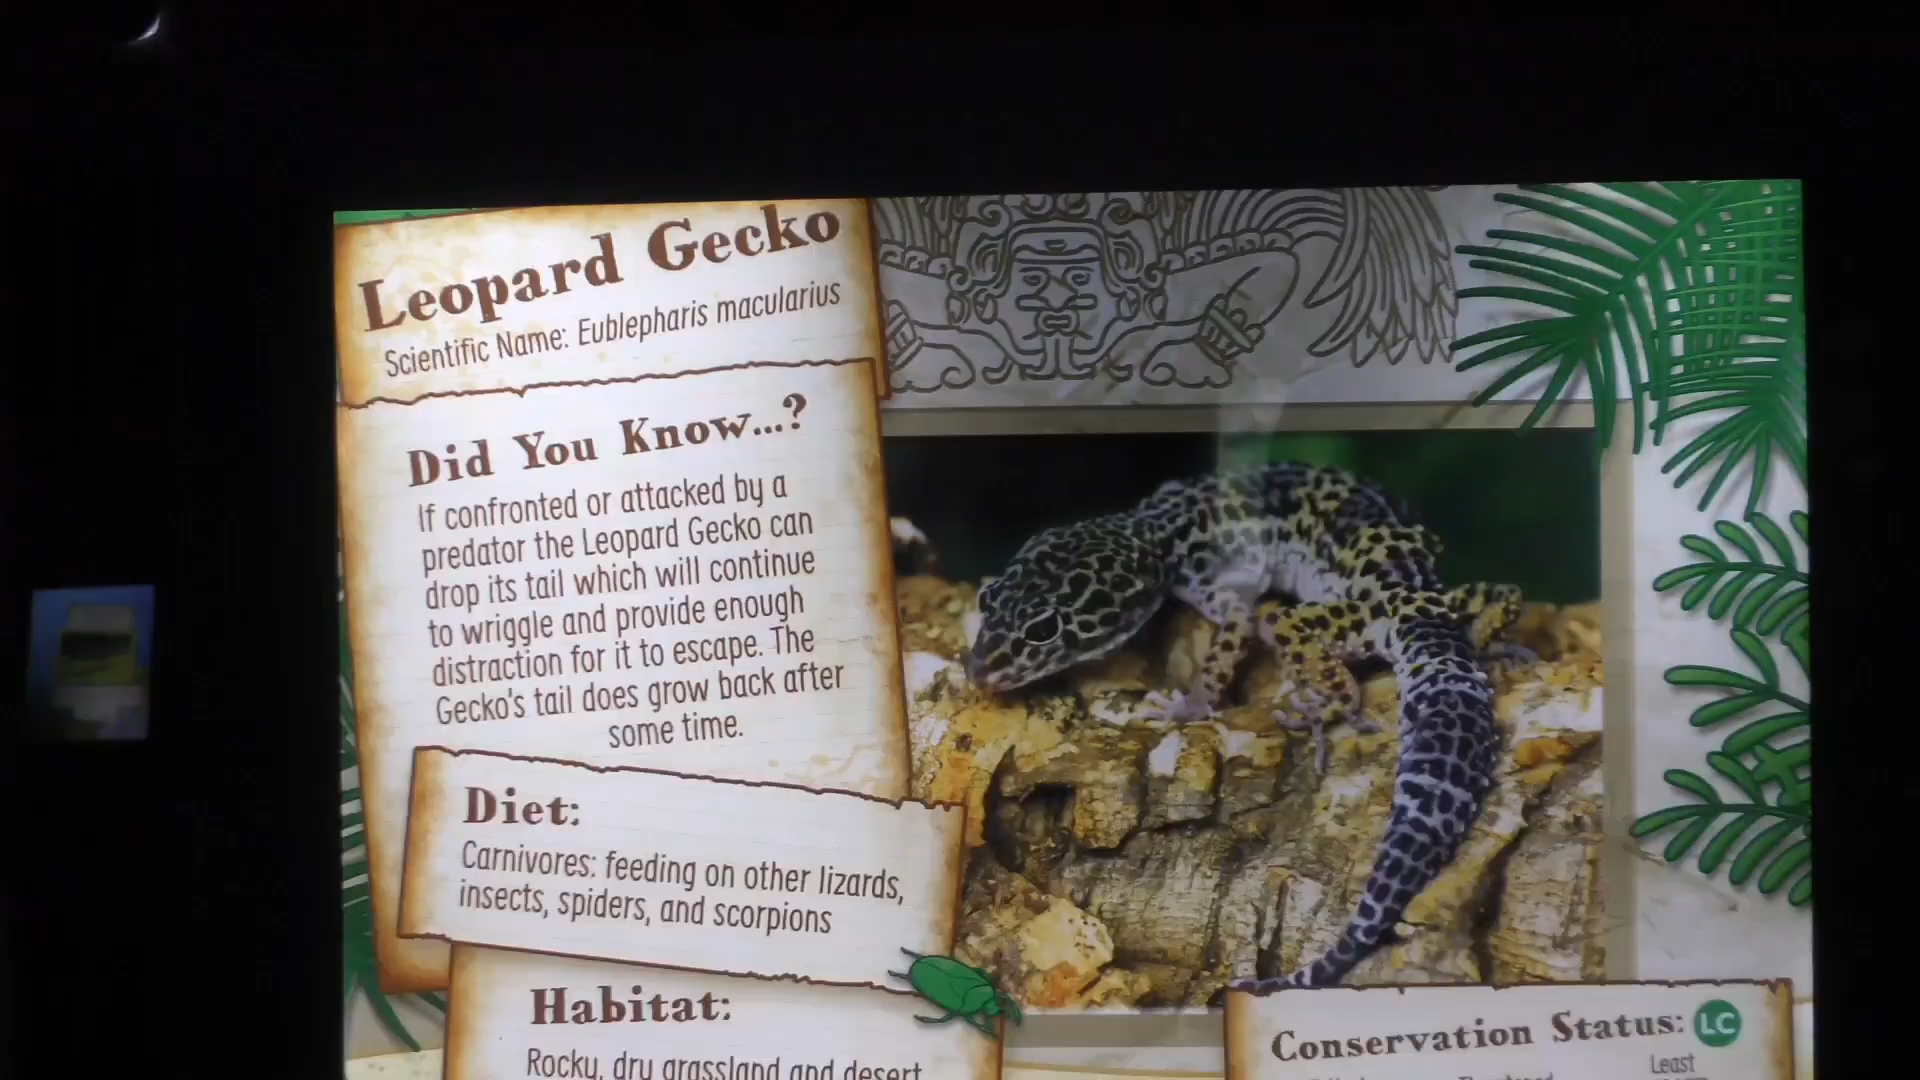 Leopard Gecko
Scientific Name: Eublepharis macularius
Did You Know...?
If confronted or attacked by a
predator the Leopard Gecko can
drop its tail which will continue
to wriggle and provide enough
distraction for it to escape. The
Gecko's tail does grow back after
some time.
Diet:
Carnivores: feeding on other lizards,
insects, spiders, and scorpions
Habitat:
Rocky, dry grassland and desert
Conservation Status: LC
Least